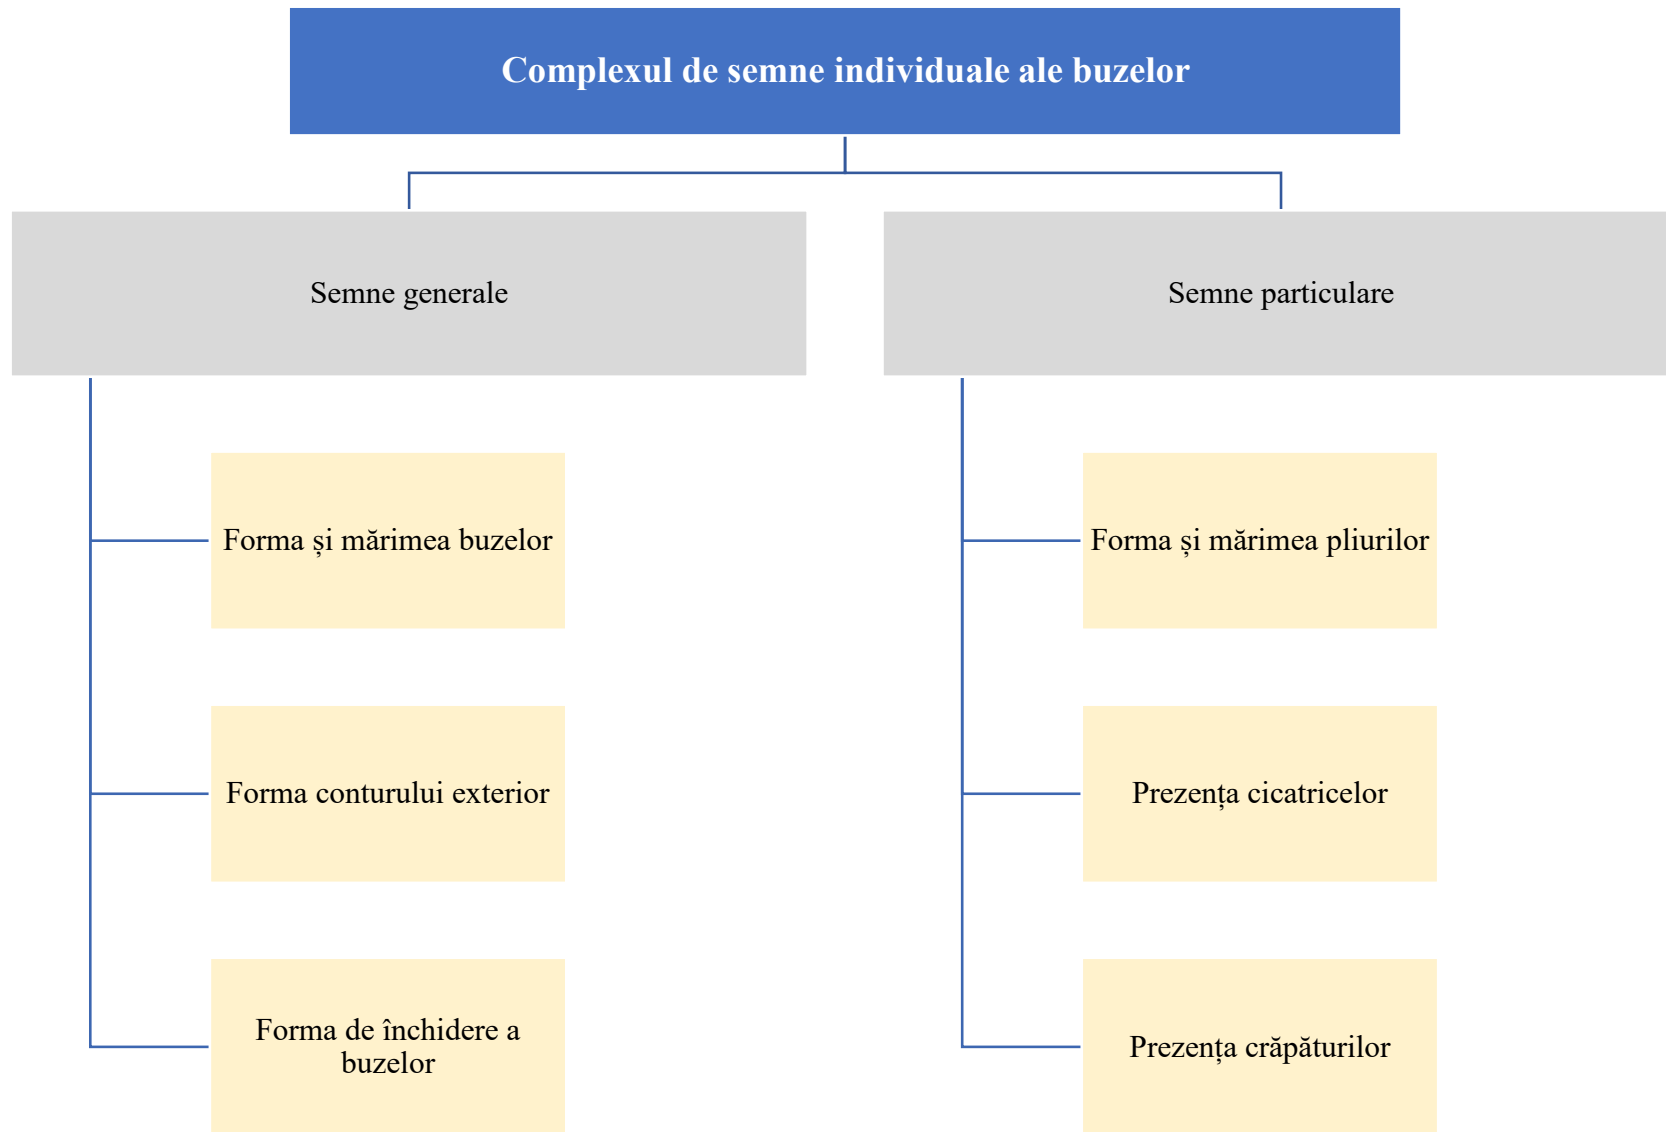 Complexul de semne individuale ale buzelor
Semne generale
Semne particulare
Forma și mărimea buzelor
Forma conturului exterior
Forma de închidere a
buzelor
Forma și mărimea pliurilor
Prezența cicatricelor
Prezența crăpăturilor